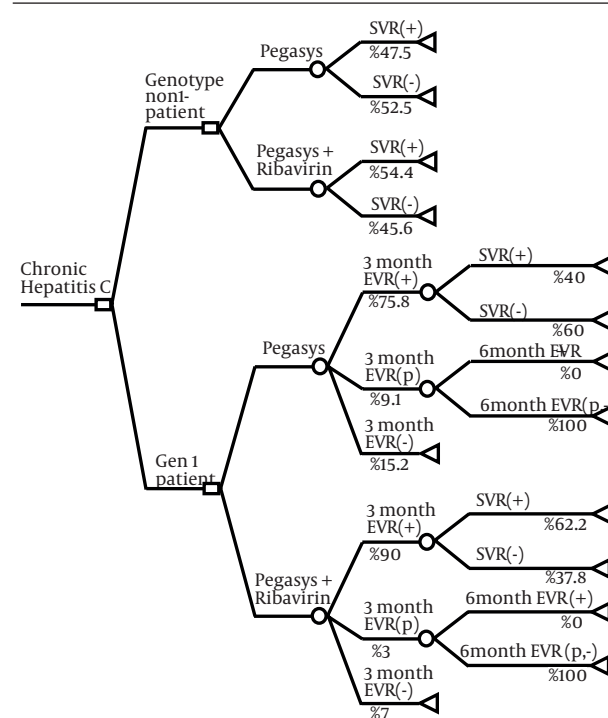 SVR(+)
%47.5
Pegasys
SVR(-)
%52.5
Genotype
non1-
patient
Pegasys +
Ribavirin
SVR(+)
%54.4
SVR(-)
%45.6
Chronic
Hepatitis C
3 month
EVR(+)
%75.8
SVR(+)
%40
SVR(-)
%60
Pegasys
3 month
EVR(p)
%9.1
6month EVR
%0
6month EVR(p,-
%100
3 month
EVR(-)
%15.2
Gen 1
patient
3 month
EVR(+)
%90
SVR(+)
%62.2
SVR(-)
%37.8
Pegasys +
Ribavirin
3 month
EVR(p)
%3
6month EVR(+)
%0
6month EVR (p,-)
%100
3 month
EVR(-)
%7